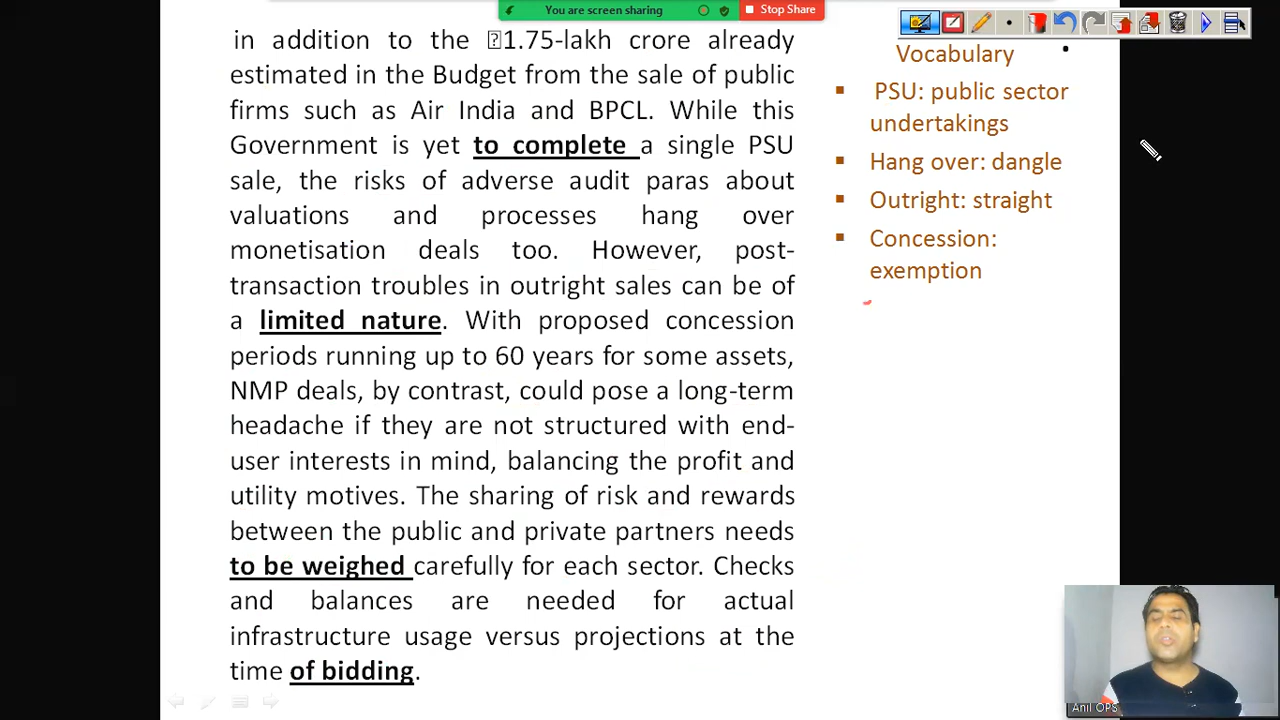 You are screen sharing
Stop Share
in addition to the 1.75-lakh crore already
estimated in the Budget from the sale of public
firms such as Air India and BPCL. While this
Government is yet to complete a single PSU
sale, the risks of adverse audit paras about
valuations and processes hang over
monetisation deals too. However, post-
transaction troubles in outright sales can be of
a limited nature. With proposed concession
periods running up to 60 years for some assets,
NMP deals, by contrast, could pose a long-term
headache if they are not structured with end-
user interests in mind, balancing the profit and
utility motives. The sharing of risk and rewards
between the public and private partners needs
to be weighed carefully for each sector. Checks
and balances are needed for actual
infrastructure usage versus projections at the
time of bidding.
Vocabulary
▪ PSU: public sector
undertakings
▪ Hang over: dangle
▪ Outright: straight
▪ Concession:
exemption
Anil OPS